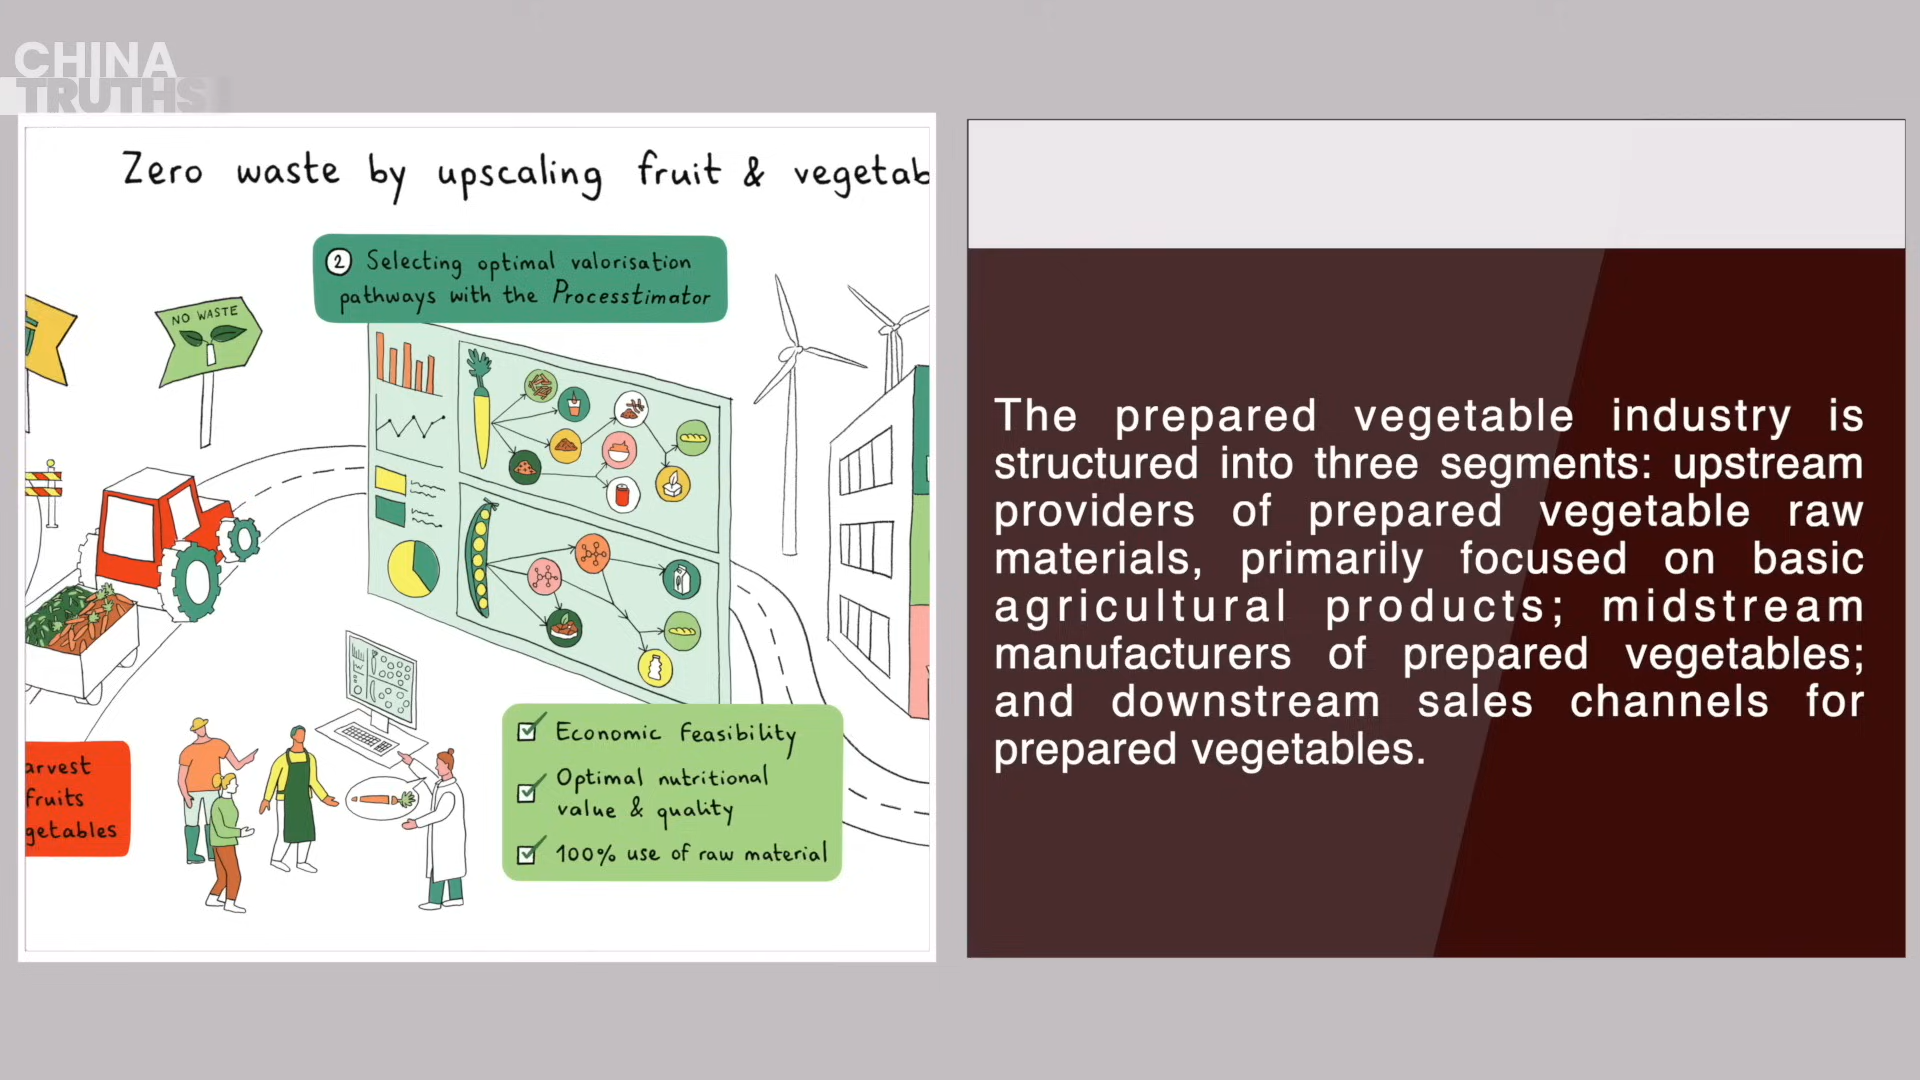 CHINA
TRUTHS
Zero waste by upscaling fruit & vegetab
2 Selecting optimal valorisation
pathways with the Processtimator
NO WASTE
arvest
fruits
getables
Economic Feasibility
Optimal nutritional
value & quality
100% use of raw material
The prepared vegetable industry is
structured into three segments: upstream
providers of prepared vegetable raw
materials, primarily focused on basic
agricultural products; midstream
manufacturers of prepared vegetables;
and downstream sales channels for
prepared vegetables.